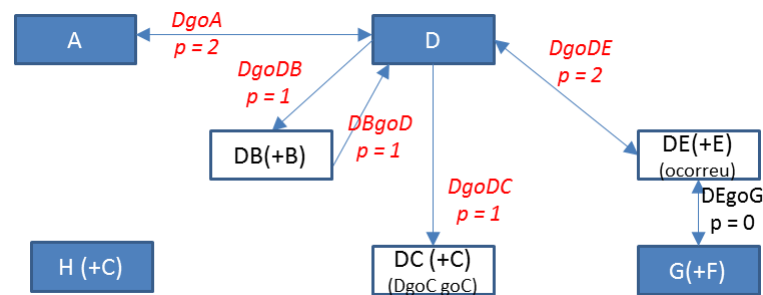 A
DgoA
p = 2
D
DgoDE
p = 2
DgoDB
p = 1
DB(+B)
DBgoD
p = 1
DE(+E)
(ocorreu)
DgoDC
p = 1
DEgoG
p = 0
H (+C)
DC (+C)
(DgoC goC)
G(+F)